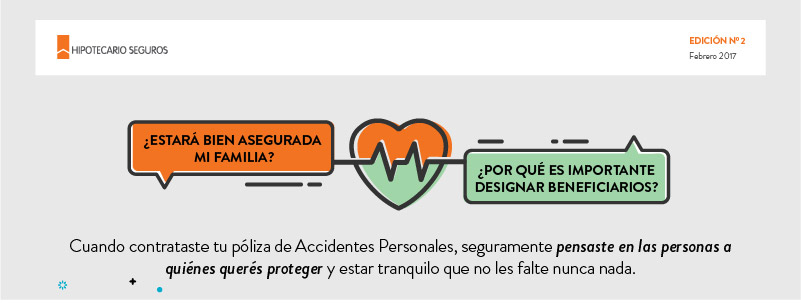 HIPOTECARIO SEGUROS
EDICIÓN Nº 2
Febrero 2017
¿ESTARÁ BIEN ASEGURADA
MI FAMILIA?
¿POR QUÉ ES IMPORTANTE
DESIGNAR BENEFICIARIOS?
Cuando contrataste tu póliza de Accidentes Personales, seguramente pensaste en las personas a
quiénes querés proteger y estar tranquilo que no les falte nunca nada.